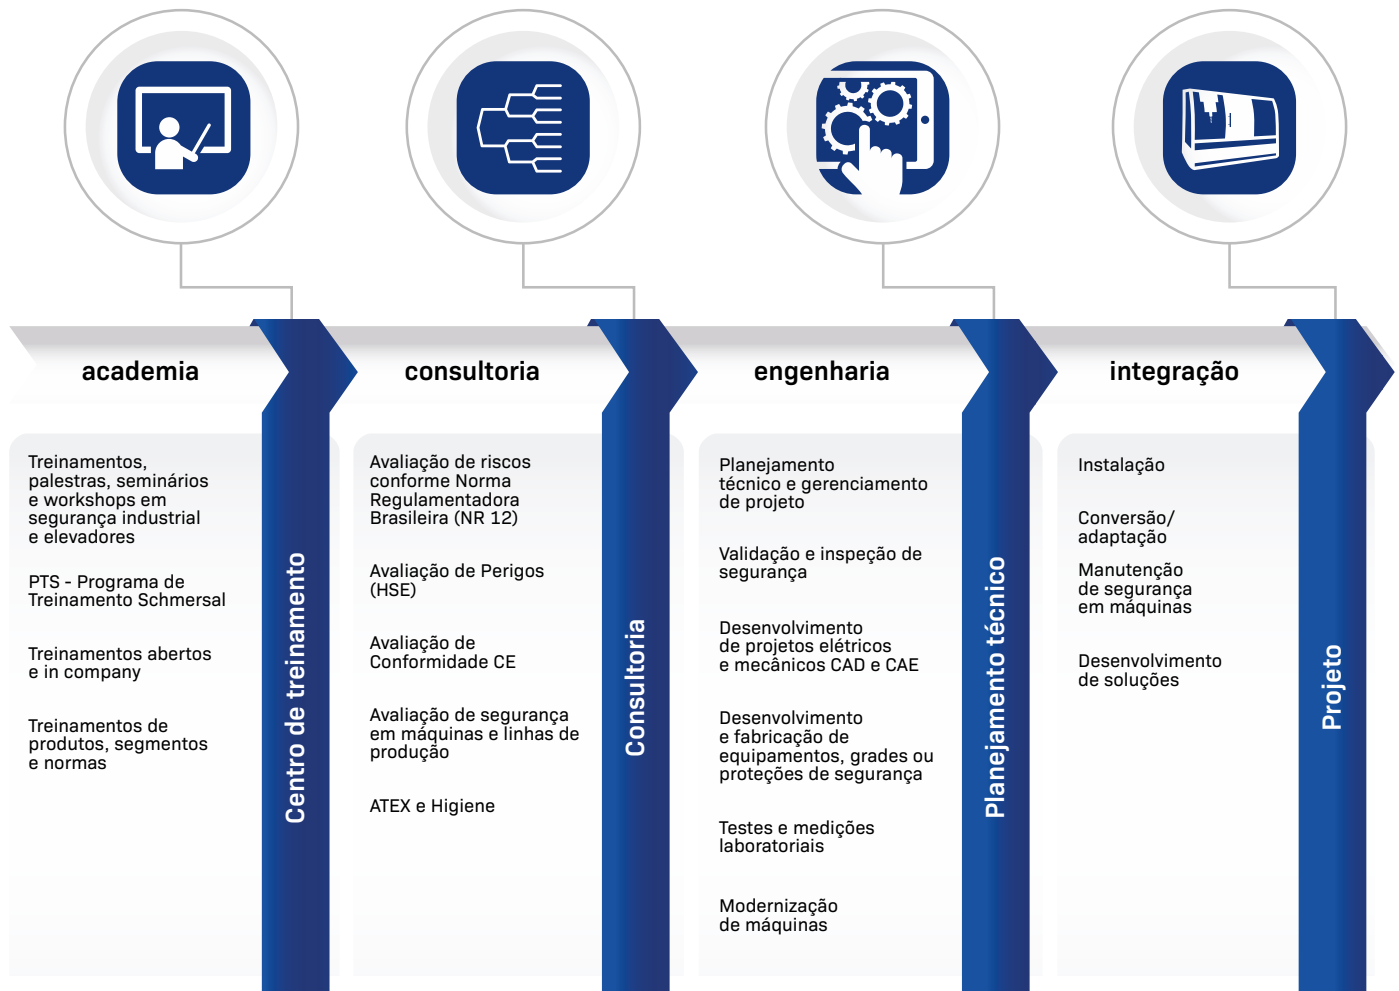 academia
Treinamentos,
palestras, seminários
e workshops em
segurança industrial
e elevadores
PTS - Programa de
Treinamento Schmersal
Treinamentos abertos
e in company
Treinamentos de
produtos, segmentos
e normas
Centro de treinamento
consultoria
Avaliação de riscos
conforme Norma
Regulamentadora
Brasileira (NR 12)
Avaliação de Perigos
(HSE)
Avaliação de
Conformidade CE
Avaliação de segurança
em máquinas e linhas de
produção
ATEX e Higiene
Consultoria
engenharia
Planejamento
técnico e gerenciamento
de projeto
Validação e inspeção de
segurança
Desenvolvimento
de projetos elétricos
e mecânicos CAD e CAE
Desenvolvimento
e fabricação de
equipamentos, grades ou
proteções de segurança
Testes e medições
laboratoriais
Modernização
de máquinas
Planejamento técnico
integração
Instalação
Conversão/
adaptação
Manutenção
de segurança
em máquinas
Desenvolvimento
de soluções
Projeto